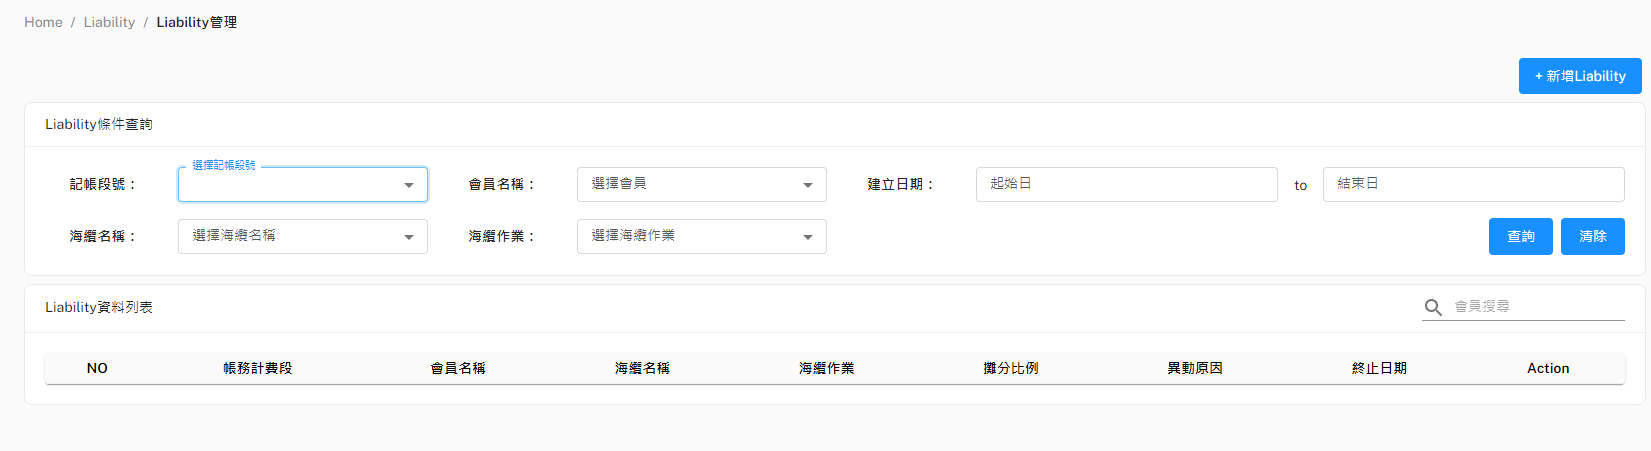 Home / Liability / Liability管理
+ 新增Liability
Liability條件查詢
選擇記帳段號
記帳段號： 會員名稱： 選擇會員 建立日期： 起始日 to 結束日
海纜名稱： 選擇海纜名稱 海纜作業： 選擇海纜作業 查詢 清除
Liability資料列表 會員搜尋
NO 帳務計費段 會員名稱 海纜名稱 海纜作業 攤分比例 異動原因 終止日期 Action